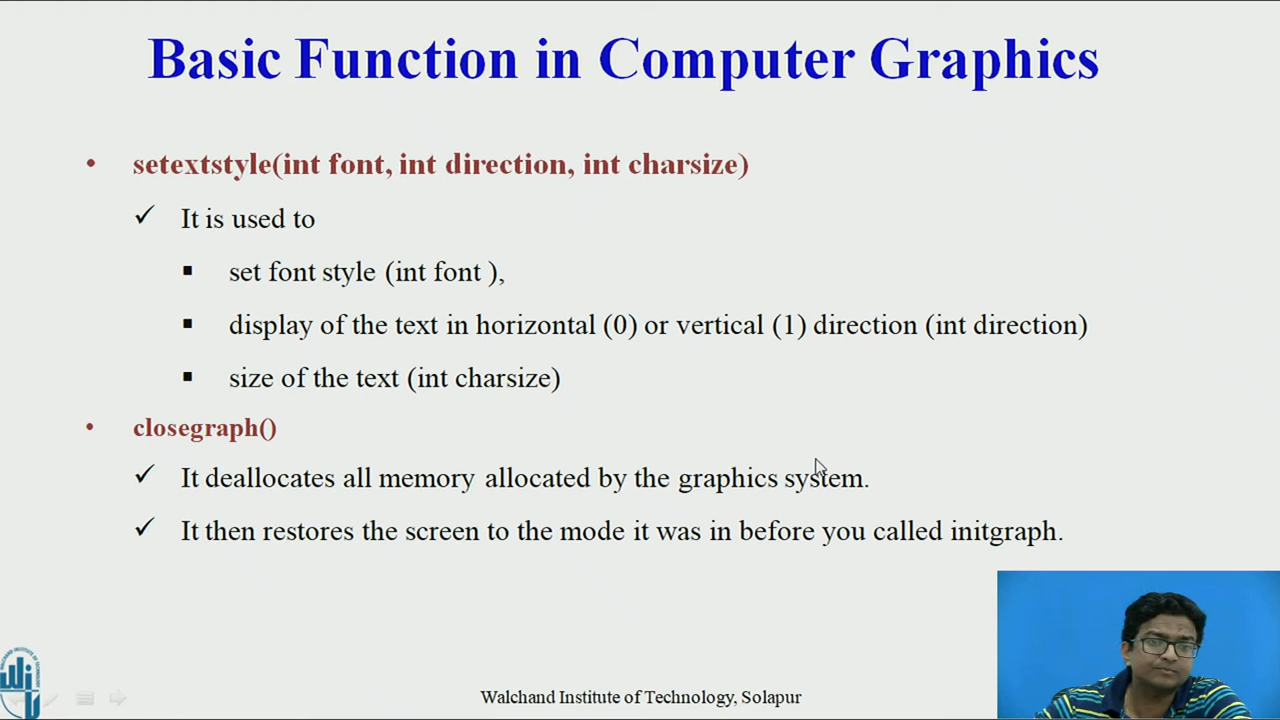 Basic Function in Computer Graphics
• setextstyle(int font, int direction, int charsize)
✓ It is used to
▪ set font style (int font ),
▪ display of the text in horizontal (0) or vertical (1) direction (int direction)
▪ size of the text (int charsize)
• closegraph()
✓ It deallocates all memory allocated by the graphics system.
✓ It then restores the screen to the mode it was in before you called initgraph.
Walchand Institute of Technology, Solapur